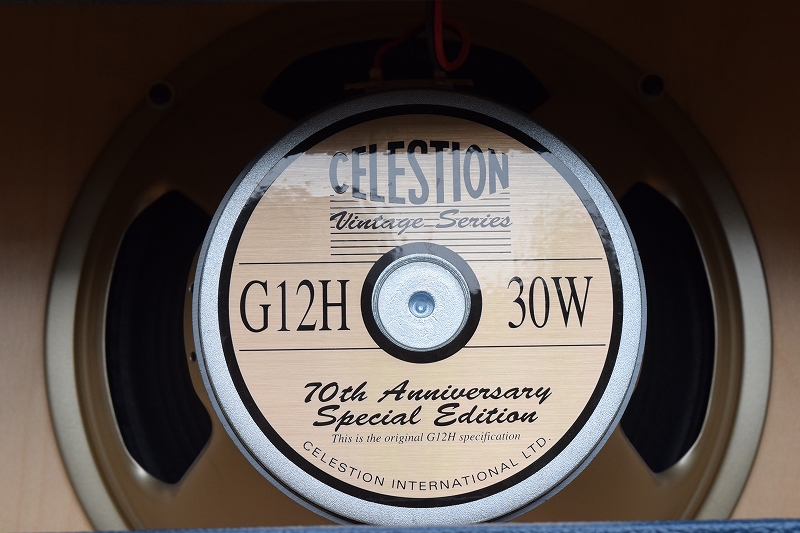 CELESTION
Vintage Series
G12H 30W
70th Anniversary
Special Edition
This is the original G12H specification
CELESTION INTERNATIONAL LTD.